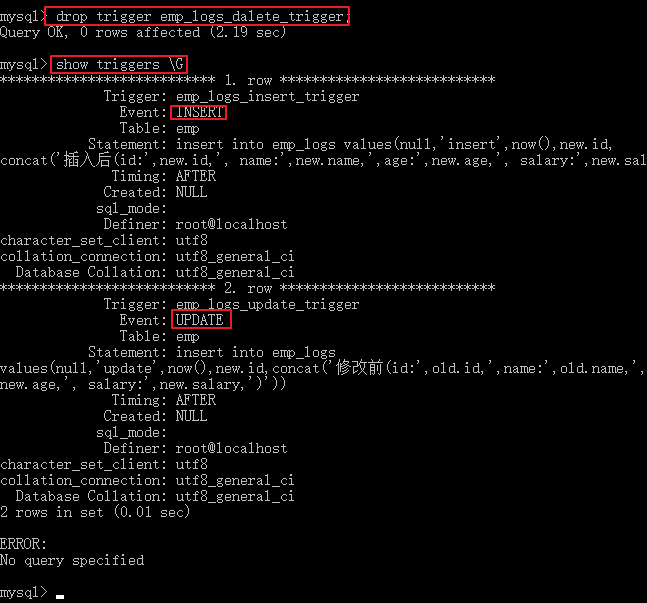 mysql> drop trigger emp_logs_dalete_trigger;
Query OK, 0 rows affected (2.19 sec)
mysql> show triggers \G
*************************** 1. row ***************************
Trigger: emp_logs_insert_trigger
Event: INSERT
Table: emp
Statement: insert into emp_logs values(null,'insert',now(),new.id,
concat('插入后(id:',new.id,', name:',new.name,',age:',new.age,', salary:',new.sal
Timing: AFTER
Created: NULL
sql_mode:
Definer: root@localhost
character_set_client: utf8
collation_connection: utf8_general_ci
Database Collation: utf8_general_ci
*************************** 2. row ***************************
Trigger: emp_logs_update_trigger
Event: UPDATE
Table: emp
Statement: insert into emp_logs
values(null,'update',now(),new.id,concat('修改前(id:',old.id,',name:',old.name,',
new.age,', salary:',new.salary,')'))
Timing: AFTER
Created: NULL
sql_mode:
Definer: root@localhost
character_set_client: utf8
collation_connection: utf8_general_ci
Database Collation: utf8_general_ci
2 rows in set (0.01 sec)
ERROR:
No query specified
mysql>